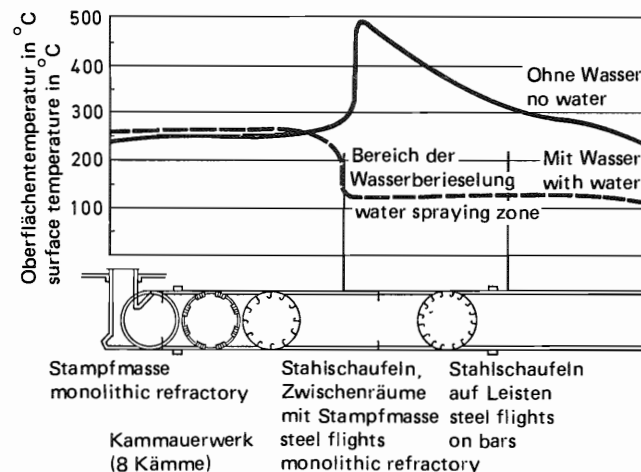 Oberflächentemperatur in °C
surface temperature in °C
500
400
300
200
100
Ohne Wasser
no water
Bereich der
Wasserberieselung
water spraying zone
Mit Wasser
with water
Stampfmasse
monolithic refractory
Kammauerwerk
(8 Kämme)
Stahischaufeln,
Zwischenräume
mit Stampfmasse
steel flights
monolithic refractory
Stahlschaufeln
auf Leisten
steel flights
on bars